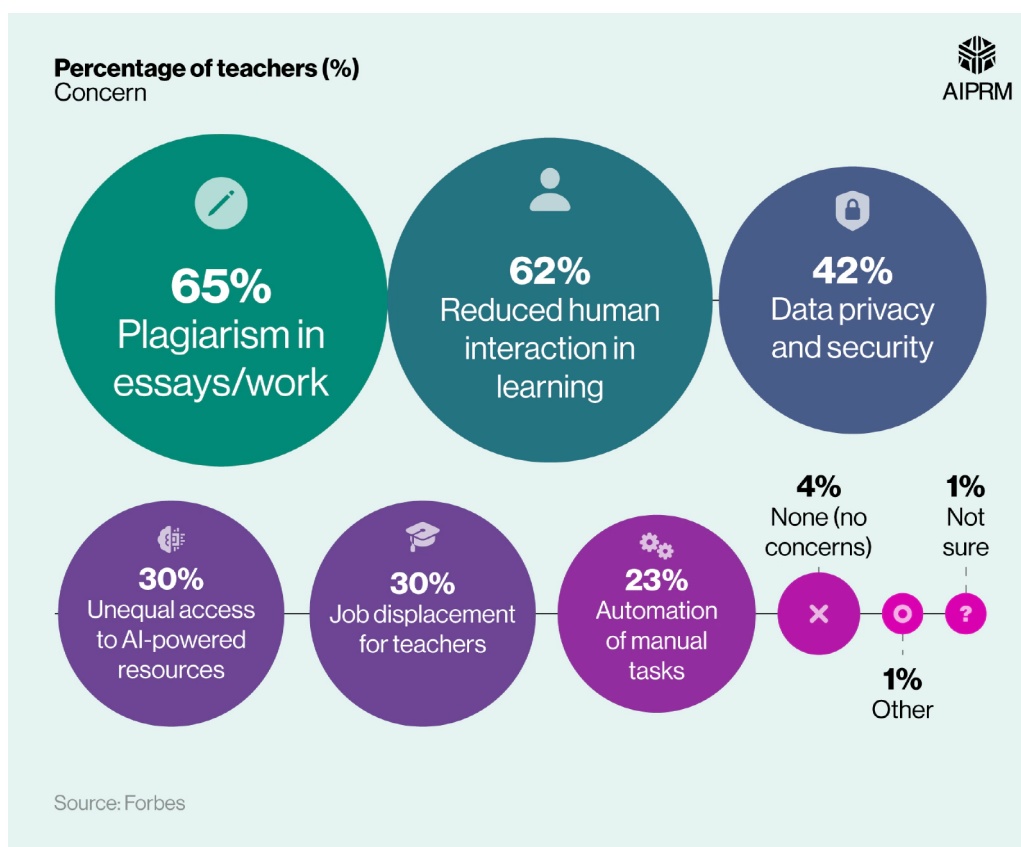 Percentage of teachers (%)
Concern
AIPRM
65%
Plagiarism in
essays/work
62%
Reduced human
interaction in
learning
42%
Data privacy
and security
30%
Unequal access
to AI-powered
resources
30%
Job displacement
for teachers
23%
Automation
of manual
tasks
4%
None (no
concerns)
1%
Other
1%
Not
sure
?
Source: Forbes